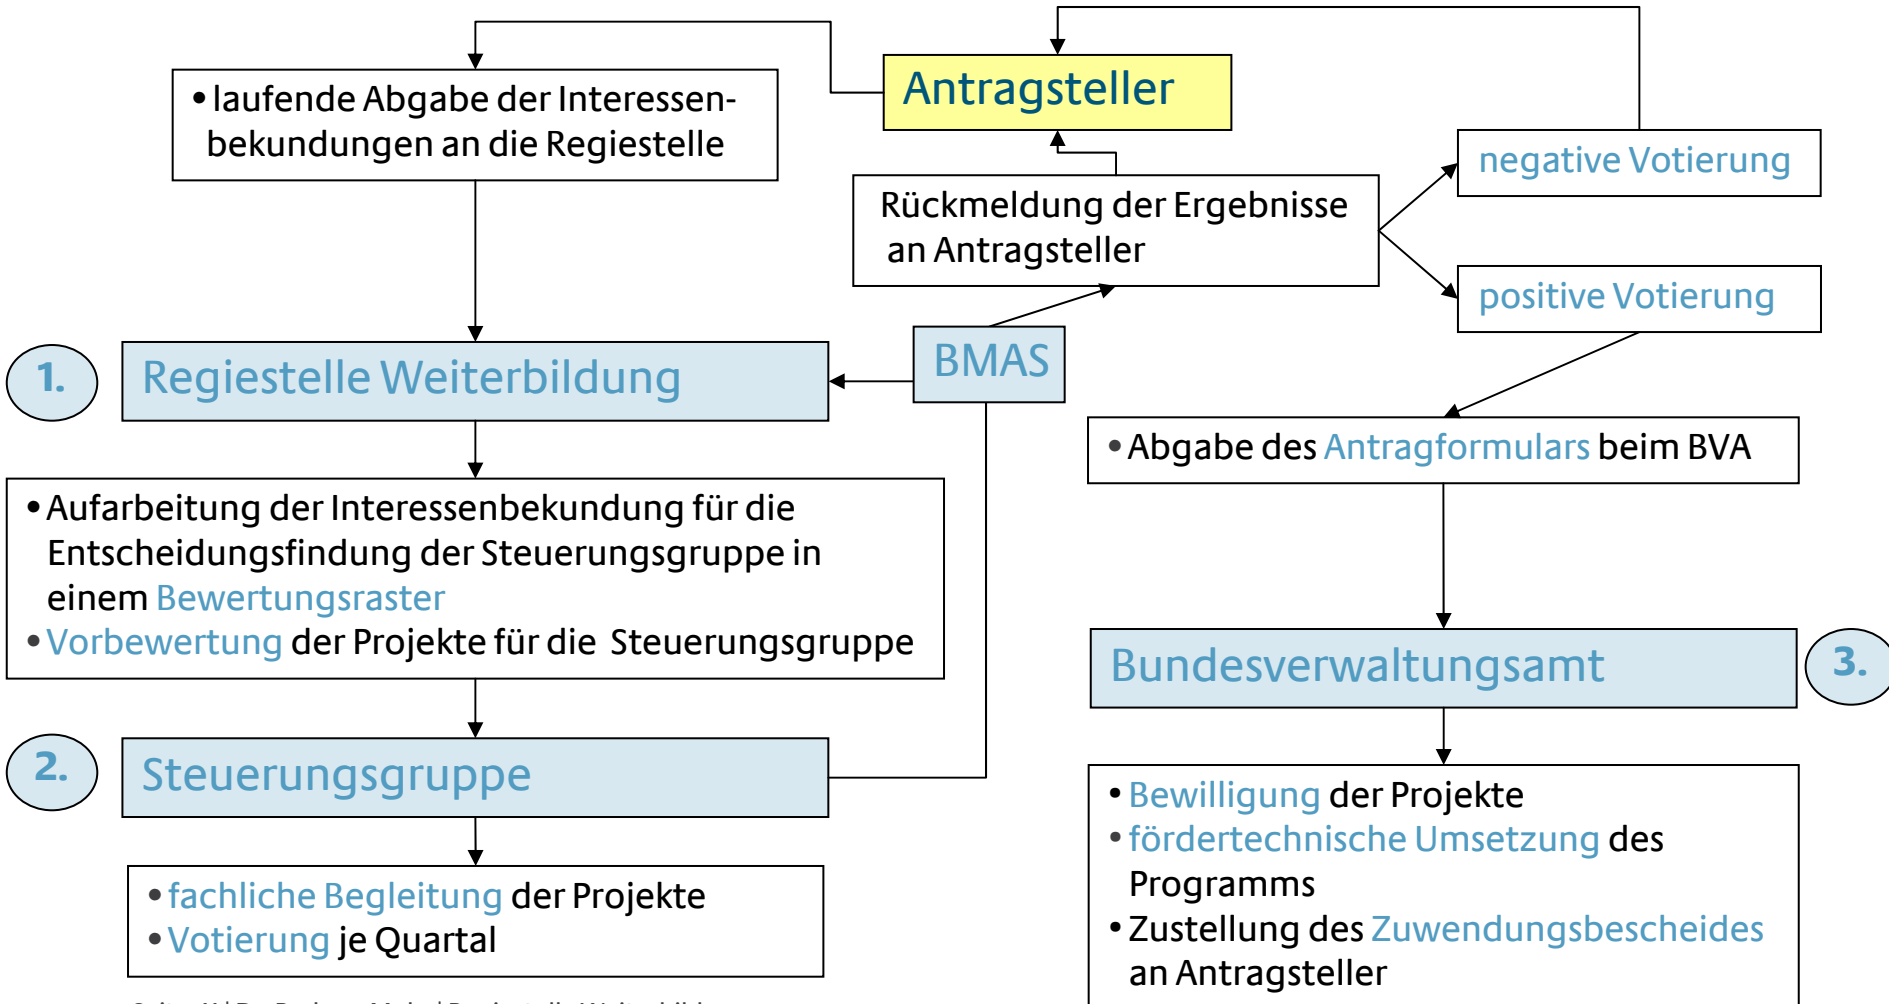 Antragsteller
• laufende Abgabe der Interessen-
bekundungen an die Regiestelle
negative Votierung
Rückmeldung der Ergebnisse
an Antragsteller
positive Votierung
BMAS
1.
Regiestelle Weiterbildung
• Abgabe des Antragformulars beim BVA
• Aufarbeitung der Interessenbekundung für die
Entscheidungsfindung der Steuerungsgruppe in
einem Bewertungsraster
• Vorbewertung der Projekte für die Steuerungsgruppe
Bundesverwaltungsamt
3.
2.
Steuerungsgruppe
• fachliche Begleitung der Projekte
• Votierung je Quartal
• Bewilligung der Projekte
• fördertechnische Umsetzung des
Programms
• Zustellung des Zuwendungsbescheides
an Antragsteller